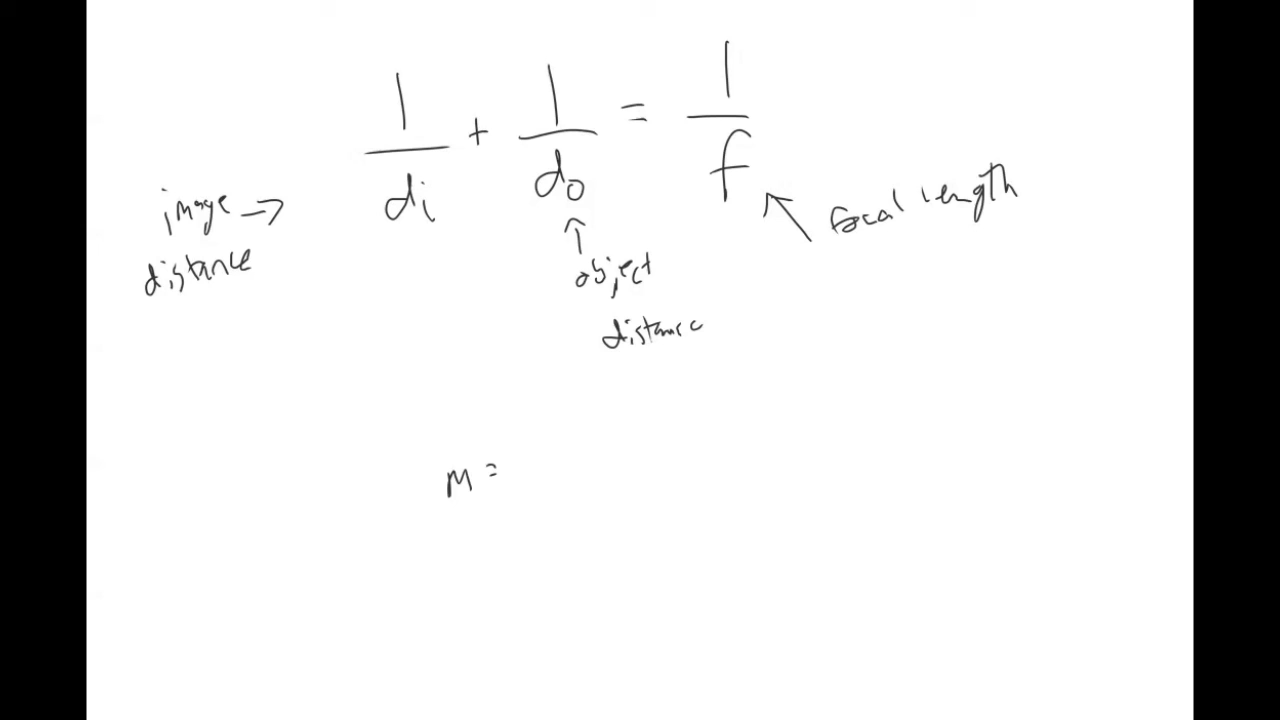 1/di + 1/do = 1/f
image →
distance
↑
object
distance
↖ focal length
M =